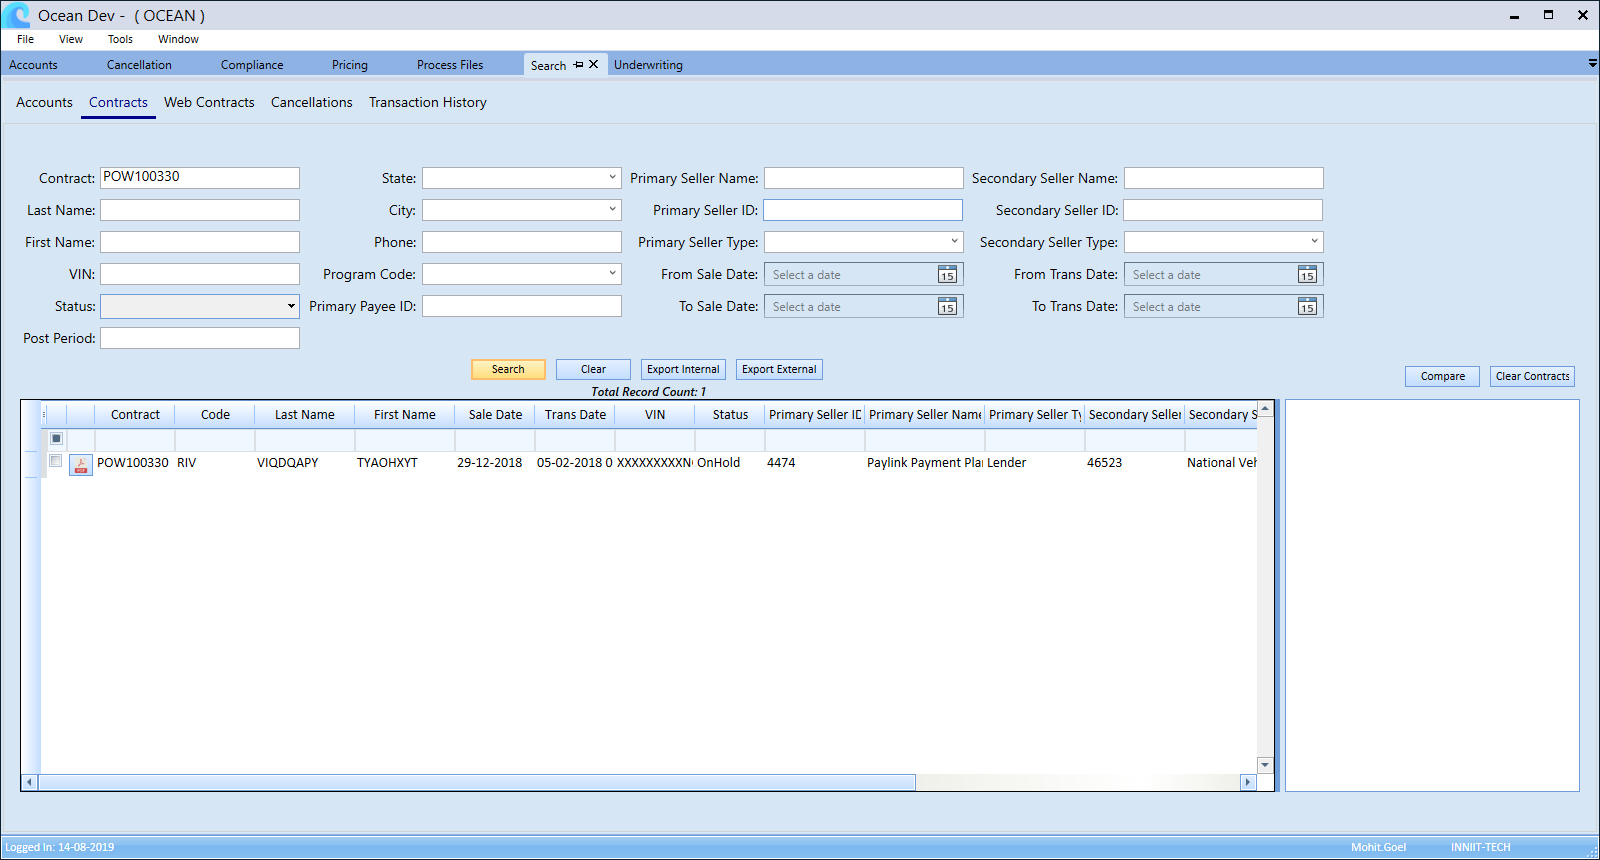 Ocean Dev - ( OCEAN )
File View Tools Window
Accounts Cancellation Compliance Pricing Process Files Search Underwriting
Accounts Contracts Web Contracts Cancellations Transaction History
Contract: POW100330 State: Primary Seller Name: Secondary Seller Name:
Last Name: City: Primary Seller ID: Secondary Seller ID:
First Name: Phone: Primary Seller Type: Secondary Seller Type:
VIN: Program Code: From Sale Date: Select a date 15 From Trans Date: Select a date 15
Status: Primary Payee ID: To Sale Date: Select a date 15 To Trans Date: Select a date 15
Post Period:
Search Clear Export Internal Export External
Compare Clear Contracts
Total Record Count: 1
Contract Code Last Name First Name Sale Date Trans Date VIN Status Primary Seller ID Primary Seller Name Primary Seller Ty Secondary Seller Secondary S
POW100330 RIV VIQDQAPY TYAOHXYT 29-12-2018 05-02-2018 0 XXXXXXXXXN OnHold 4474 Paylink Payment Pla Lender 46523 National Veh
Logged In: 14-08-2019 Mohit.Goel INNIIT-TECH